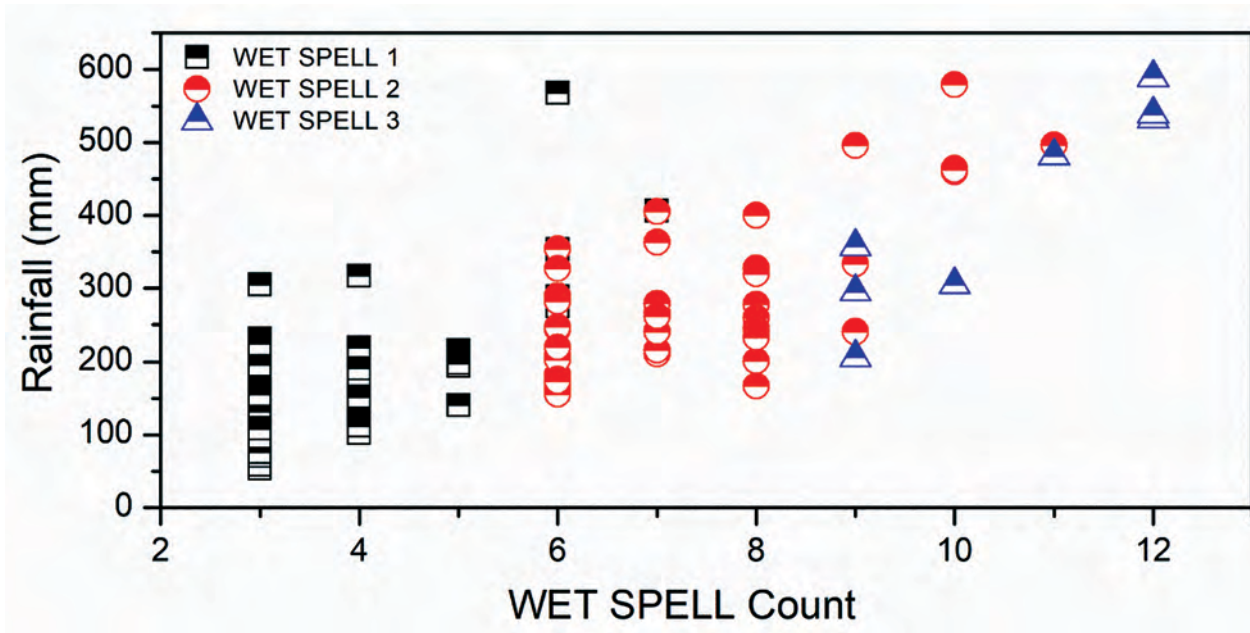 WET SPELL 1
WET SPELL 2
WET SPELL 3
600
500
400
300
200
100
0
Rainfall (mm)
2 4 6 8 10 12
WET SPELL Count